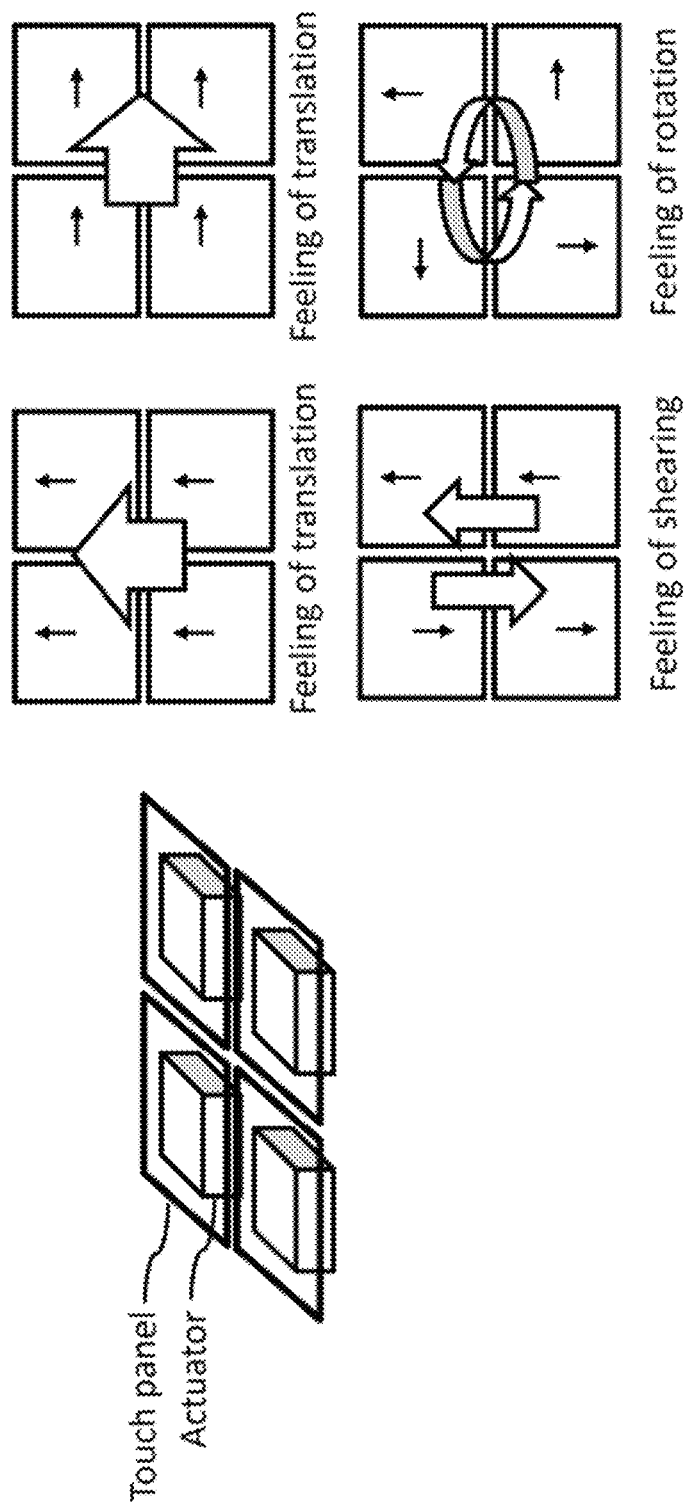 Touch panel
Actuator
Feeling of translation
Feeling of translation
Feeling of shearing
Feeling of rotation